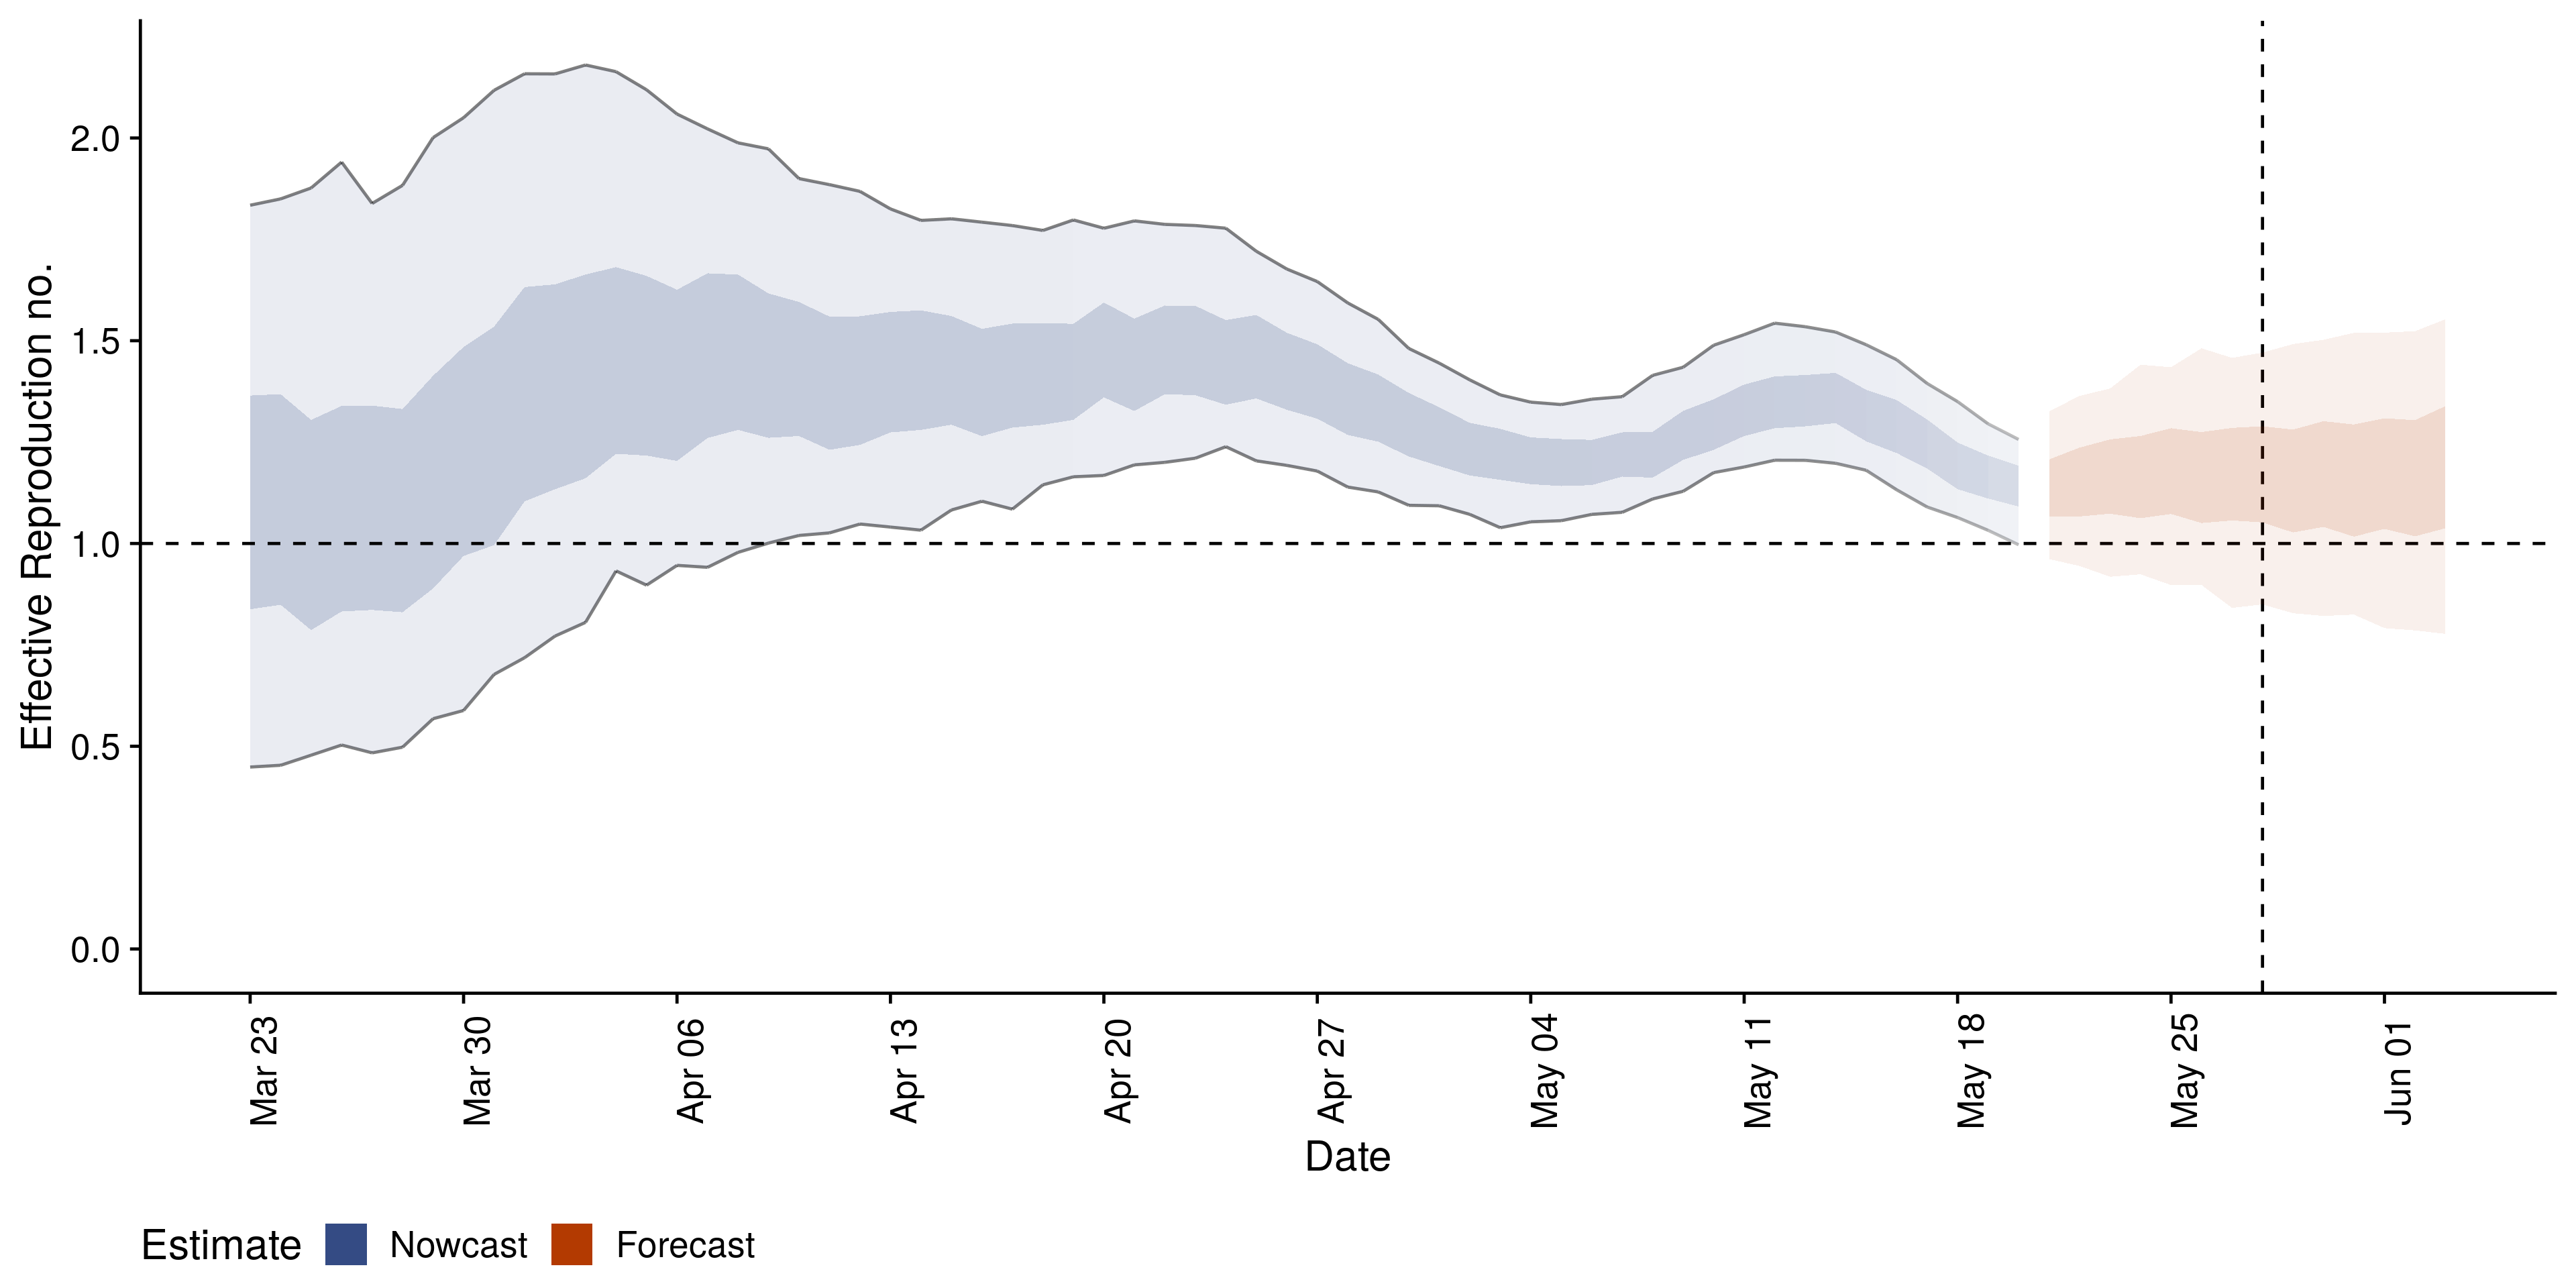 Effective Reproduction no.
2.0
1.5
1.0
0.5
0.0
Mar 23
Mar 30
Apr 06
Apr 13
Apr 20
Apr 27
May 04
May 11
May 18
May 25
Jun 01
Date
Estimate Nowcast Forecast